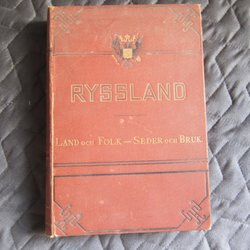 RYSSLAND
LAND OCH FOLK — SEDER OCH BRUK.